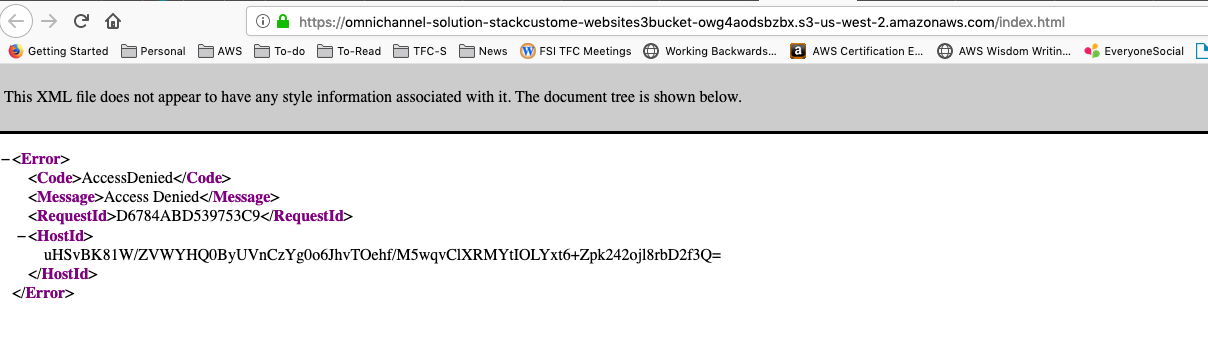 https://omnichannel-solution-stackcustome-websites3bucket-owg4aodsbzbx.s3-us-west-2.amazonaws.com/index.html
Getting Started Personal AWS To-do To-Read TFC-S News FSI TFC Meetings Working Backwards... AWS Certification E... AWS Wisdom Writin... EveryoneSocial
This XML file does not appear to have any style information associated with it. The document tree is shown below.
−<Error>
<Code>AccessDenied</Code>
<Message>Access Denied</Message>
<RequestId>D6784ABD539753C9</RequestId>
−<HostId>
uHSvBK81W/ZVWYHQ0ByUVnCzYg0o6JhvTOehf/M5wqvClXRMYtIOLYxt6+Zpk242ojl8rbD2f3Q=
</HostId>
</Error>